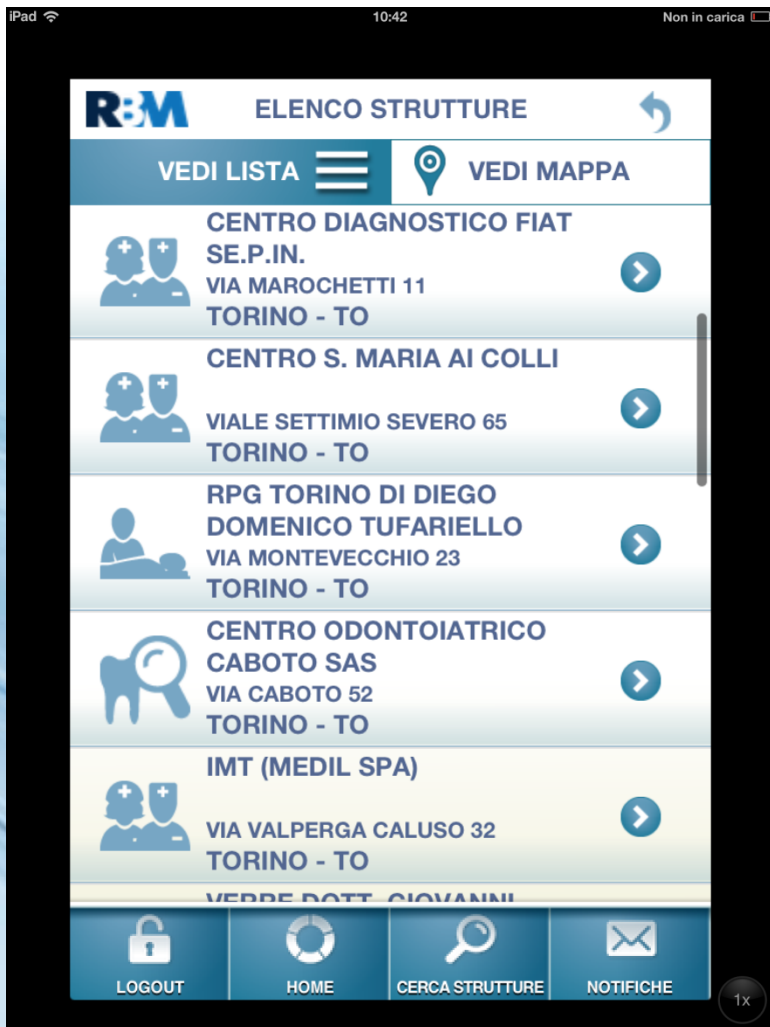 iPad 10:42 Non in carica
RBM ELENCO STRUTTURE
VEDI LISTA VEDI MAPPA
CENTRO DIAGNOSTICO FIAT
SE.P.IN.
VIA MAROCHETTI 11
TORINO - TO
CENTRO S. MARIA AI COLLI
VIALE SETTIMIO SEVERO 65
TORINO - TO
RPG TORINO DI DIEGO
DOMENICO TUFARIELLO
VIA MONTEVECCHIO 23
TORINO - TO
CENTRO ODONTOIATRICO
CABOTO SAS
VIA CABOTO 52
TORINO - TO
IMT (MEDIL SPA)
VIA VALPERGA CALUSO 32
TORINO - TO
DOTT. GIOVANNI
LOGOUT HOME CERCA STRUTTURE NOTIFICHE
1x